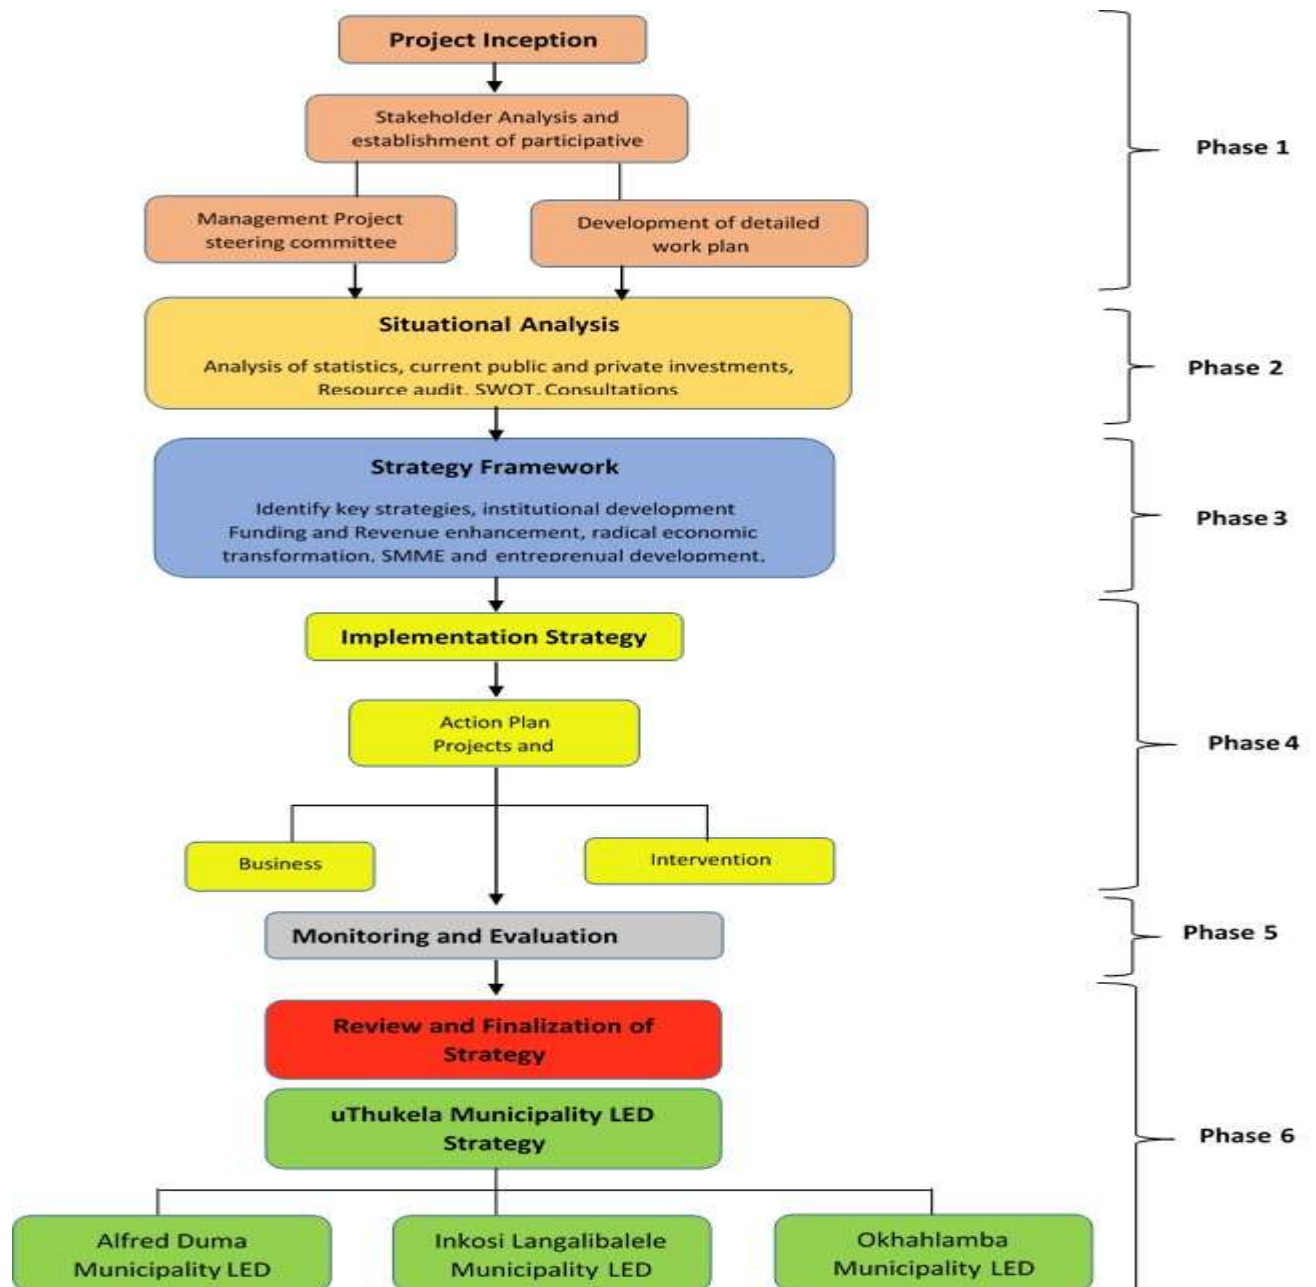 Project Inception
Stakeholder Analysis and
establishment of participative
Phase 1
Management Project
steering committee
Development of detailed
work plan
Situational Analysis
Analysis of statistics, current public and private investments,
Resource audit, SWOT, Consultations
Phase 2
Strategy Framework
Identify key strategies, institutional development
Funding and Revenue enhancement, radical economic
transformation, SMME and entreprenual development,
Phase 3
Implementation Strategy
Action Plan
Projects and
Phase 4
Business
Intervention
Monitoring and Evaluation
Phase 5
Review and Finalization of
Strategy
uThukela Municipality LED
Strategy
Phase 6
Alfred Duma
Municipality LED
Inkosi Langalibalele
Municipality LED
Okhahlamba
Municipality LED